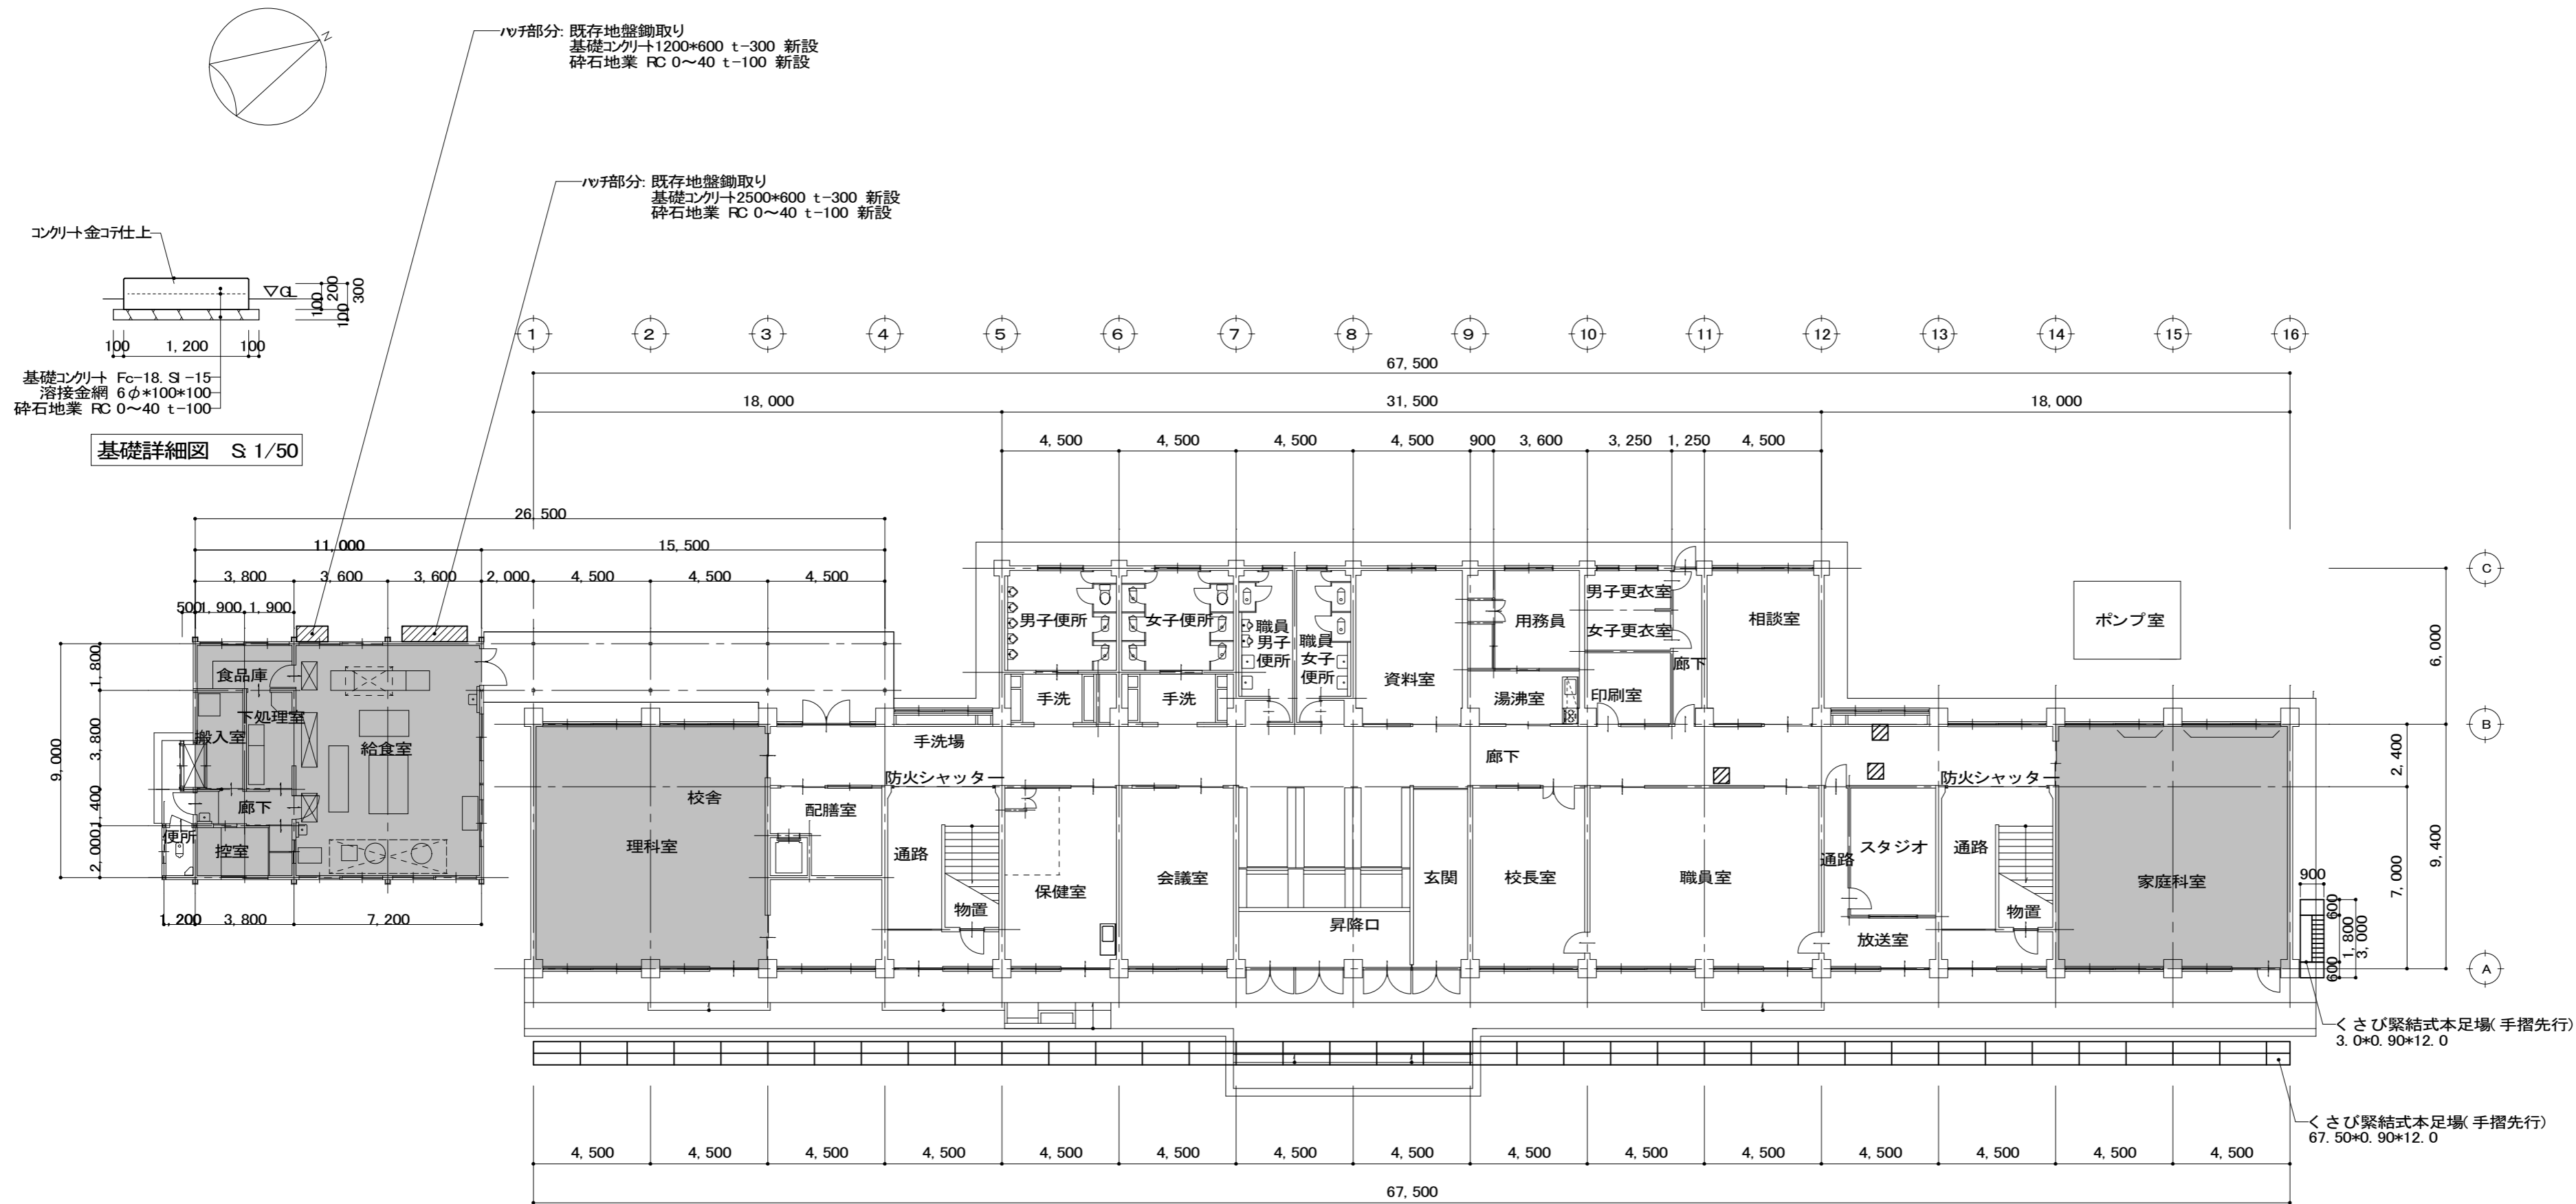 N
ハッチ部分: 既存地盤鋤取り
基礎コンクリート1200*600 t-300 新設
砕石地業 RC 0～40 t-100 新設
ハッチ部分: 既存地盤鋤取り
基礎コンクリート2500*600 t-300 新設
砕石地業 RC 0～40 t-100 新設
コンクリート金コテ仕上
▽GL
100
200
300
100
100
1,200
100
基礎コンクリート Fc-18. Sl-15
溶接金網 6φ*100*100
砕石地業 RC 0～40 t-100
基礎詳細図 S:1/50
1 2 3 4 5 6 7 8 9 10 11 12 13 14 15 16
67,500
18,000 31,500 18,000
4,500 4,500 4,500 4,500 900 3,600 3,250 1,250 4,500
26,500
11,000 15,500
3,800 3,600 3,600 2,000 4,500 4,500 4,500
500 1,900 1,900
C
B
A
6,000
2,400
7,000
9,400
9,000
1,800
3,800
1,400
2,000
1,200 3,800 7,200
食品庫
下処理室
搬入室
給食室
廊下
便所
控室
男子便所
女子便所
職員
男子
便所
職員
女子
便所
資料室
用務員
湯沸室
男子更衣室
女子更衣室
印刷室
廊下
相談室
ポンプ室
手洗
手洗
手洗場
廊下
防火シャッター
防火シャッター
校舎
理科室
配膳室
通路
物置
保健室
会議室
昇降口
玄関
校長室
職員室
通路
スタジオ
放送室
通路
物置
家庭科室
900
600
1,800
600
3,000
くさび緊結式本足場(手摺先行)
3.0*0.90*12.0
くさび緊結式本足場(手摺先行)
67.50*0.90*12.0
4,500 4,500 4,500 4,500 4,500 4,500 4,500 4,500 4,500 4,500 4,500 4,500 4,500 4,500 4,500
67,500